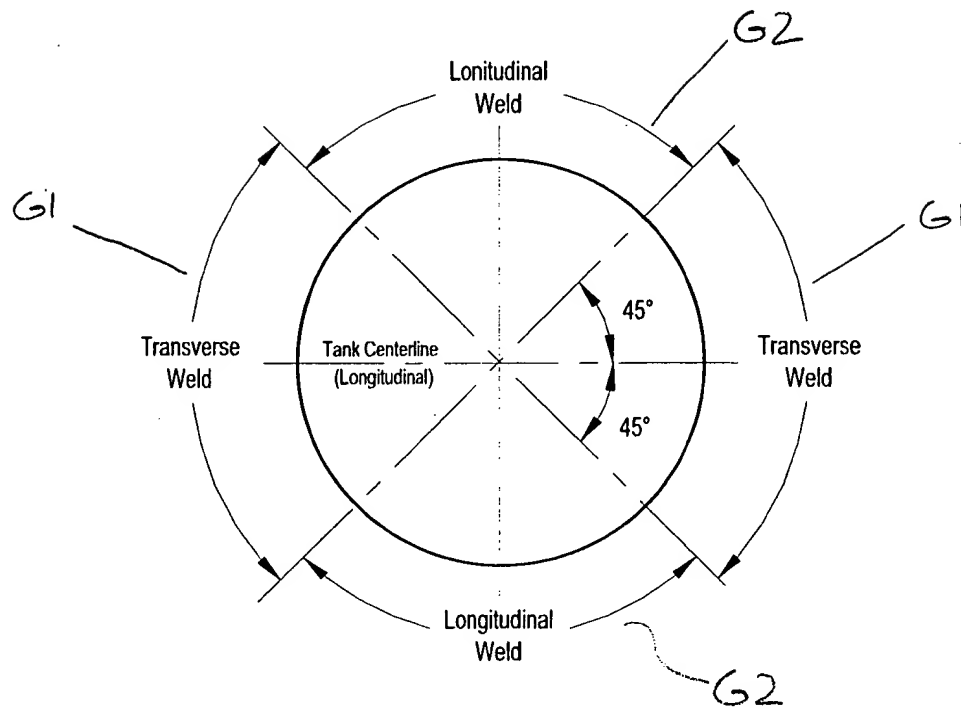 G2
Lonitudinal
Weld
G1
G1
45°
Transverse
Weld
Tank Centerline
(Longitudinal)
Transverse
Weld
45°
Longitudinal
Weld
G2